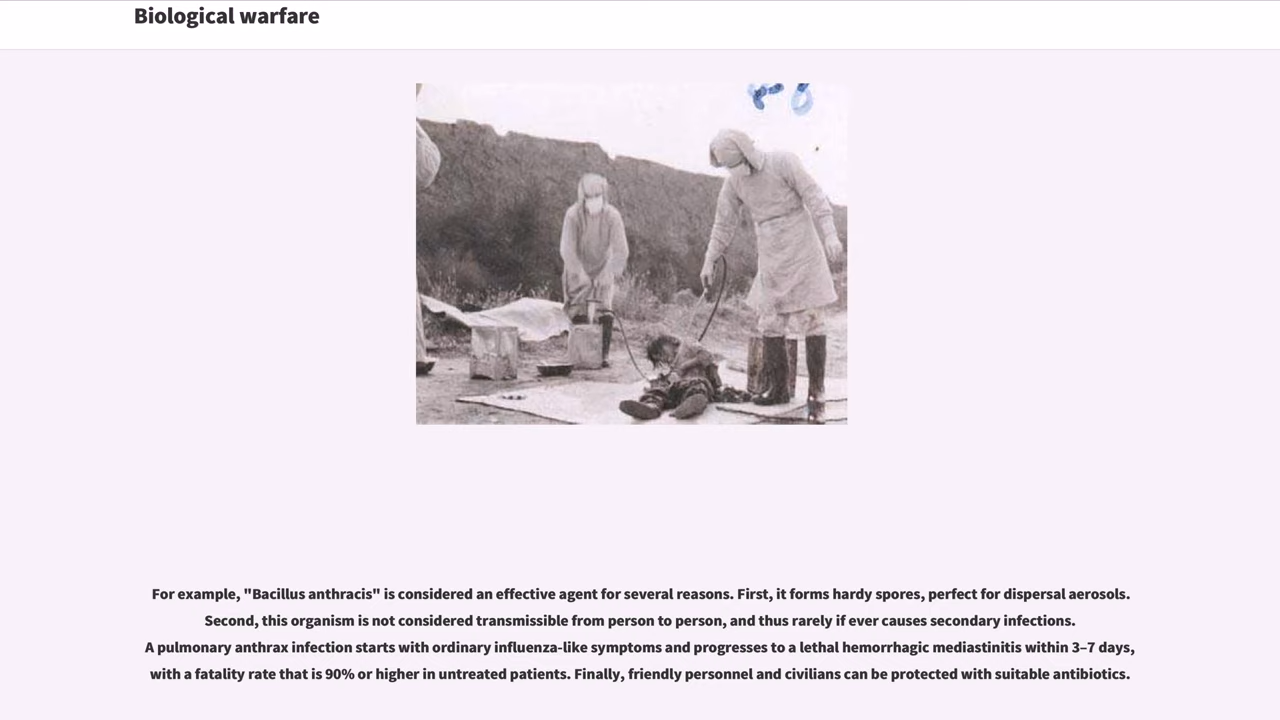 Biological warfare
For example, "Bacillus anthracis" is considered an effective agent for several reasons. First, it forms hardy spores, perfect for dispersal aerosols.
Second, this organism is not considered transmissible from person to person, and thus rarely if ever causes secondary infections.
A pulmonary anthrax infection starts with ordinary influenza-like symptoms and progresses to a lethal hemorrhagic mediastinitis within 3–7 days,
with a fatality rate that is 90% or higher in untreated patients. Finally, friendly personnel and civilians can be protected with suitable antibiotics.